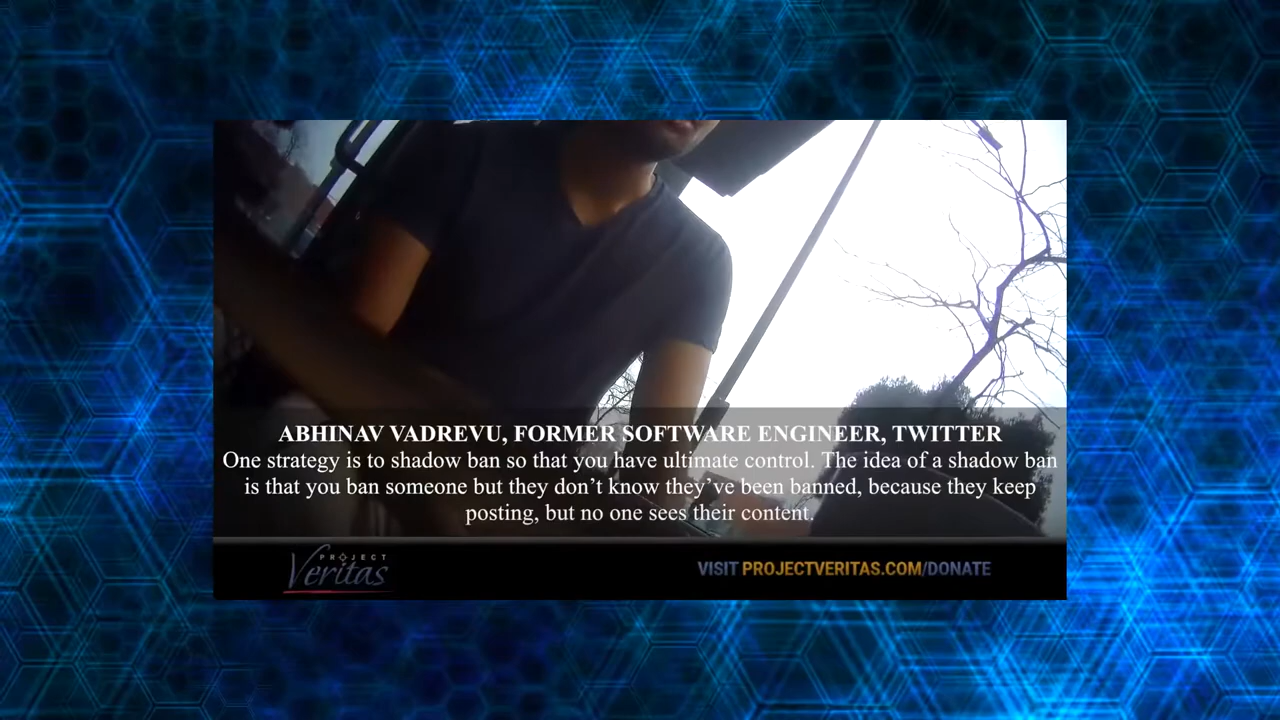 ABHINAV VADREVU, FORMER SOFTWARE ENGINEER, TWITTER
One strategy is to shadow ban so that you have ultimate control. The idea of a shadow ban
is that you ban someone but they don’t know they’ve been banned, because they keep
posting, but no one sees their content.
PROJECT
Veritas
VISIT PROJECTVERITAS.COM/DONATE